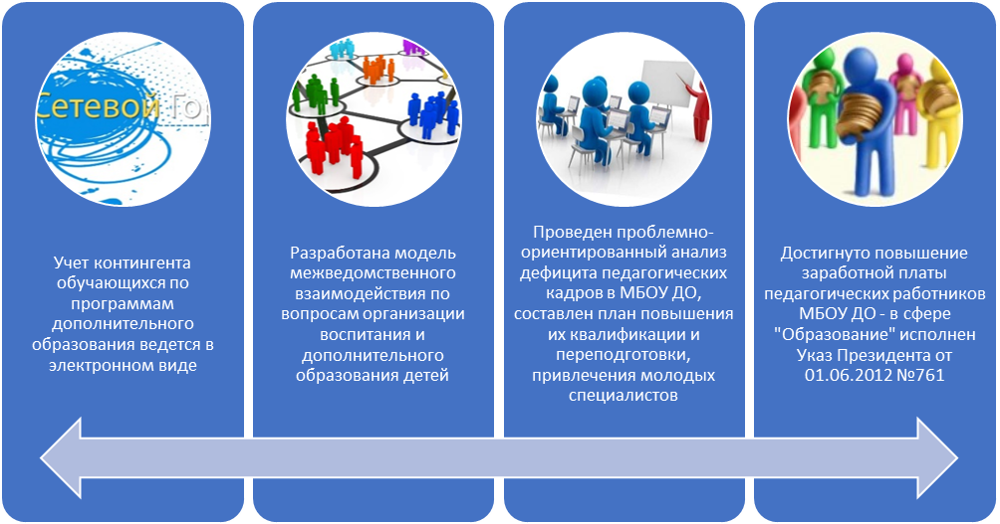 Сетевой Го
Учет контингента
обучающихся по
программам
дополнительного
образования ведется в
электронном виде
Разработана модель
межведомственного
взаимодействия по
вопросам организации
воспитания и
дополнительного
образования детей
Проведен проблемно-
ориентированный анализ
дефицита педагогических
кадров в МБОУ ДО,
составлен план повышения
их квалификации и
переподготовки,
привлечения молодых
специалистов
Достигнуто повышение
заработной платы
педагогических работников
МБОУ ДО - в сфере
"Образование" исполнен
Указ Президента от
01.06.2012 №761